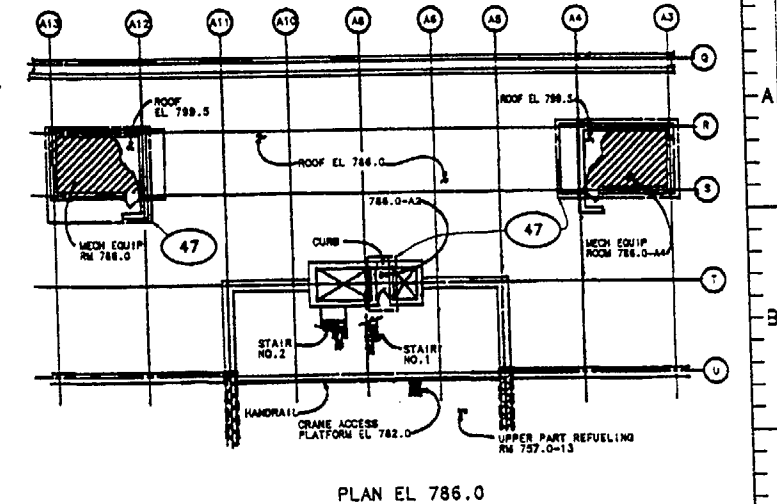 A13 A12 A11 A10 A8 A6 A5 A4 A3
Q
A
ROOF
EL 799.5
ROOF EL 799.5
R
ROOF EL 786.0
S
786.0-A2
MECH EQUIP
RM 786.0
47
CURB
47
MECH EQUIP
ROOM 786.0-A4
T
B
STAIR
NO.2
STAIR
NO.1
U
HANDRAIL
CRANE ACCESS
PLATFORM EL 782.0
UPPER PART REFUELING
RM 757.0-13
PLAN EL 786.0